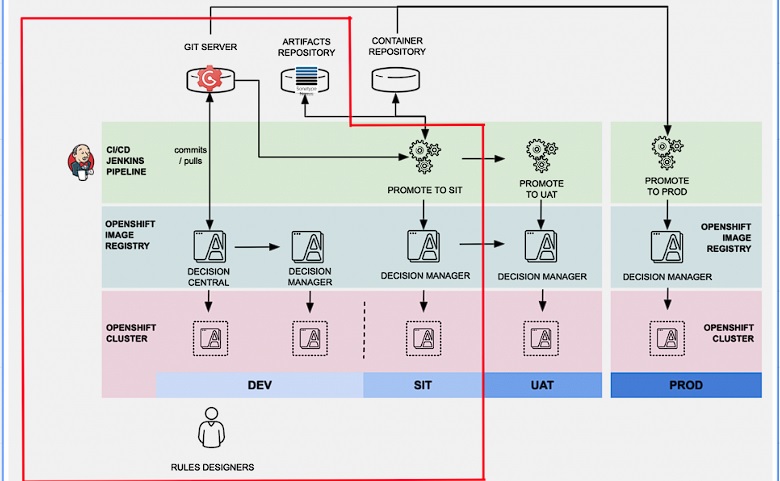 GIT SERVER
ARTIFACTS
REPOSITORY
CONTAINER
REPOSITORY
CI/CD
JENKINS
PIPELINE
commits
/ pulls
PROMOTE TO SIT
PROMOTE
TO UAT
PROMOTE
TO PROD
OPENSHIFT
IMAGE
REGISTRY
DECISION
CENTRAL
DECISION
MANAGER
DECISION MANAGER
DECISION MANAGER
DECISION MANAGER
OPENSHIFT
IMAGE
REGISTRY
OPENSHIFT
CLUSTER
OPENSHIFT
CLUSTER
DEV
SIT
UAT
PROD
RULES DESIGNERS